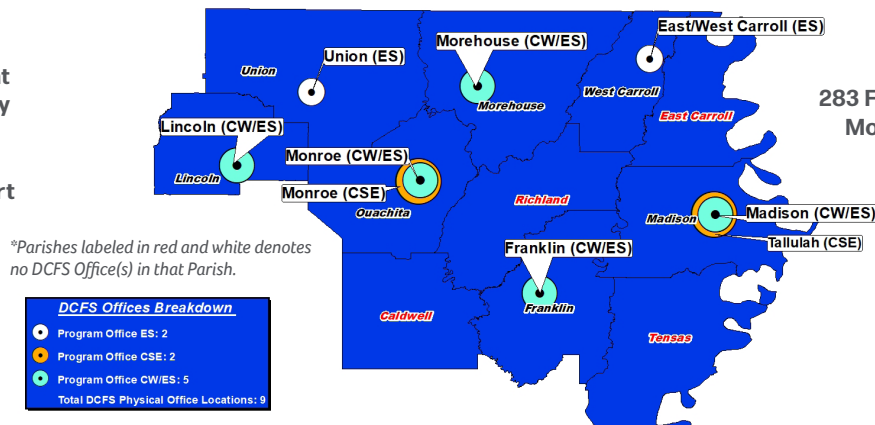 East/West Carroll (ES)
Morehouse (CW/ES)
Union (ES)
Union
Morehouse
West Carroll
East Carroll
283 F
Mo
Lincoln (CW/ES)
Lincoln
Monroe (CW/ES)
Monroe (CSE)
Ouachita
rt
Richland
Madison
Madison (CW/ES)
Tallulah (CSE)
*Parishes labeled in red and white denotes
no DCFS Office(s) in that Parish.
Franklin (CW/ES)
Franklin
Caldwell
Tensas
DCFS Offices Breakdown
Program Office ES: 2
Program Office CSE: 2
Program Office CW/ES: 5
Total DCFS Physical Office Locations: 9